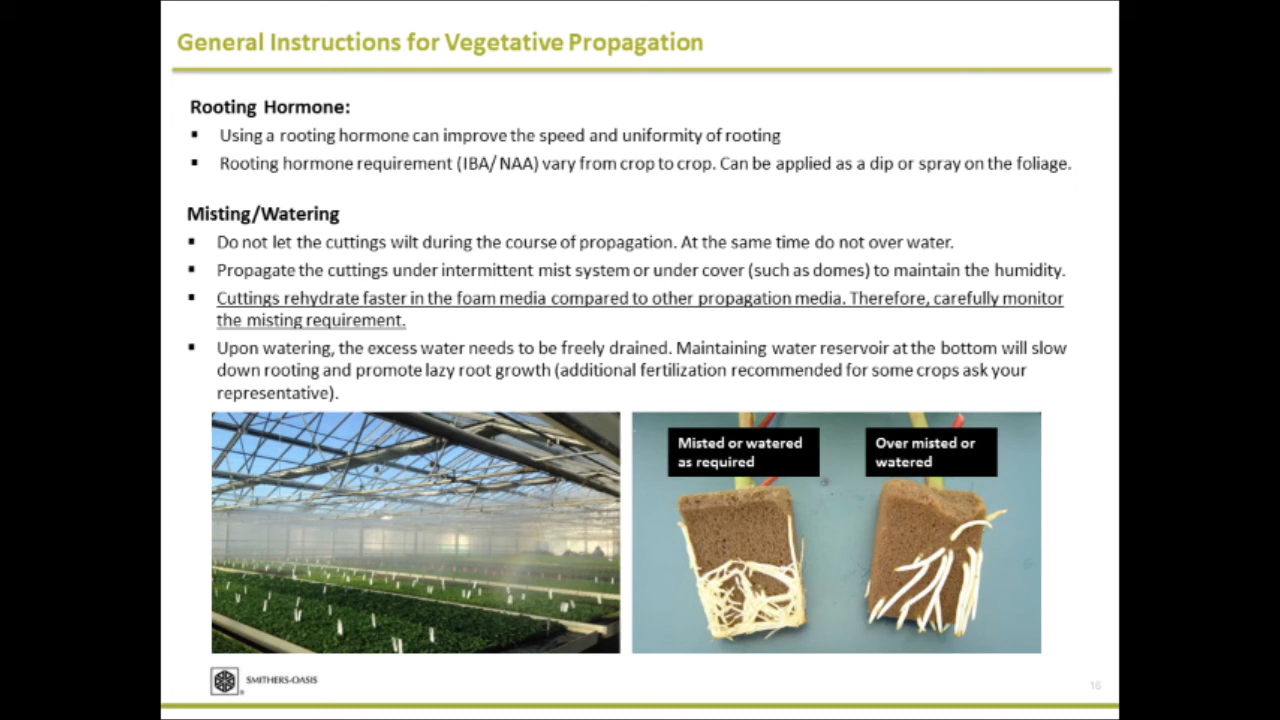 General Instructions for Vegetative Propagation
Rooting Hormone:
▪ Using a rooting hormone can improve the speed and uniformity of rooting
▪ Rooting hormone requirement (IBA/ NAA) vary from crop to crop. Can be applied as a dip or spray on the foliage.
Misting/Watering
▪ Do not let the cuttings wilt during the course of propagation. At the same time do not over water.
▪ Propagate the cuttings under intermittent mist system or under cover (such as domes) to maintain the humidity.
▪ Cuttings rehydrate faster in the foam media compared to other propagation media. Therefore, carefully monitor
the misting requirement.
▪ Upon watering, the excess water needs to be freely drained. Maintaining water reservoir at the bottom will slow
down rooting and promote lazy root growth (additional fertilization recommended for some crops ask your
representative).
Misted or watered
as required
Over misted or
watered
SMITHERS-OASIS
16